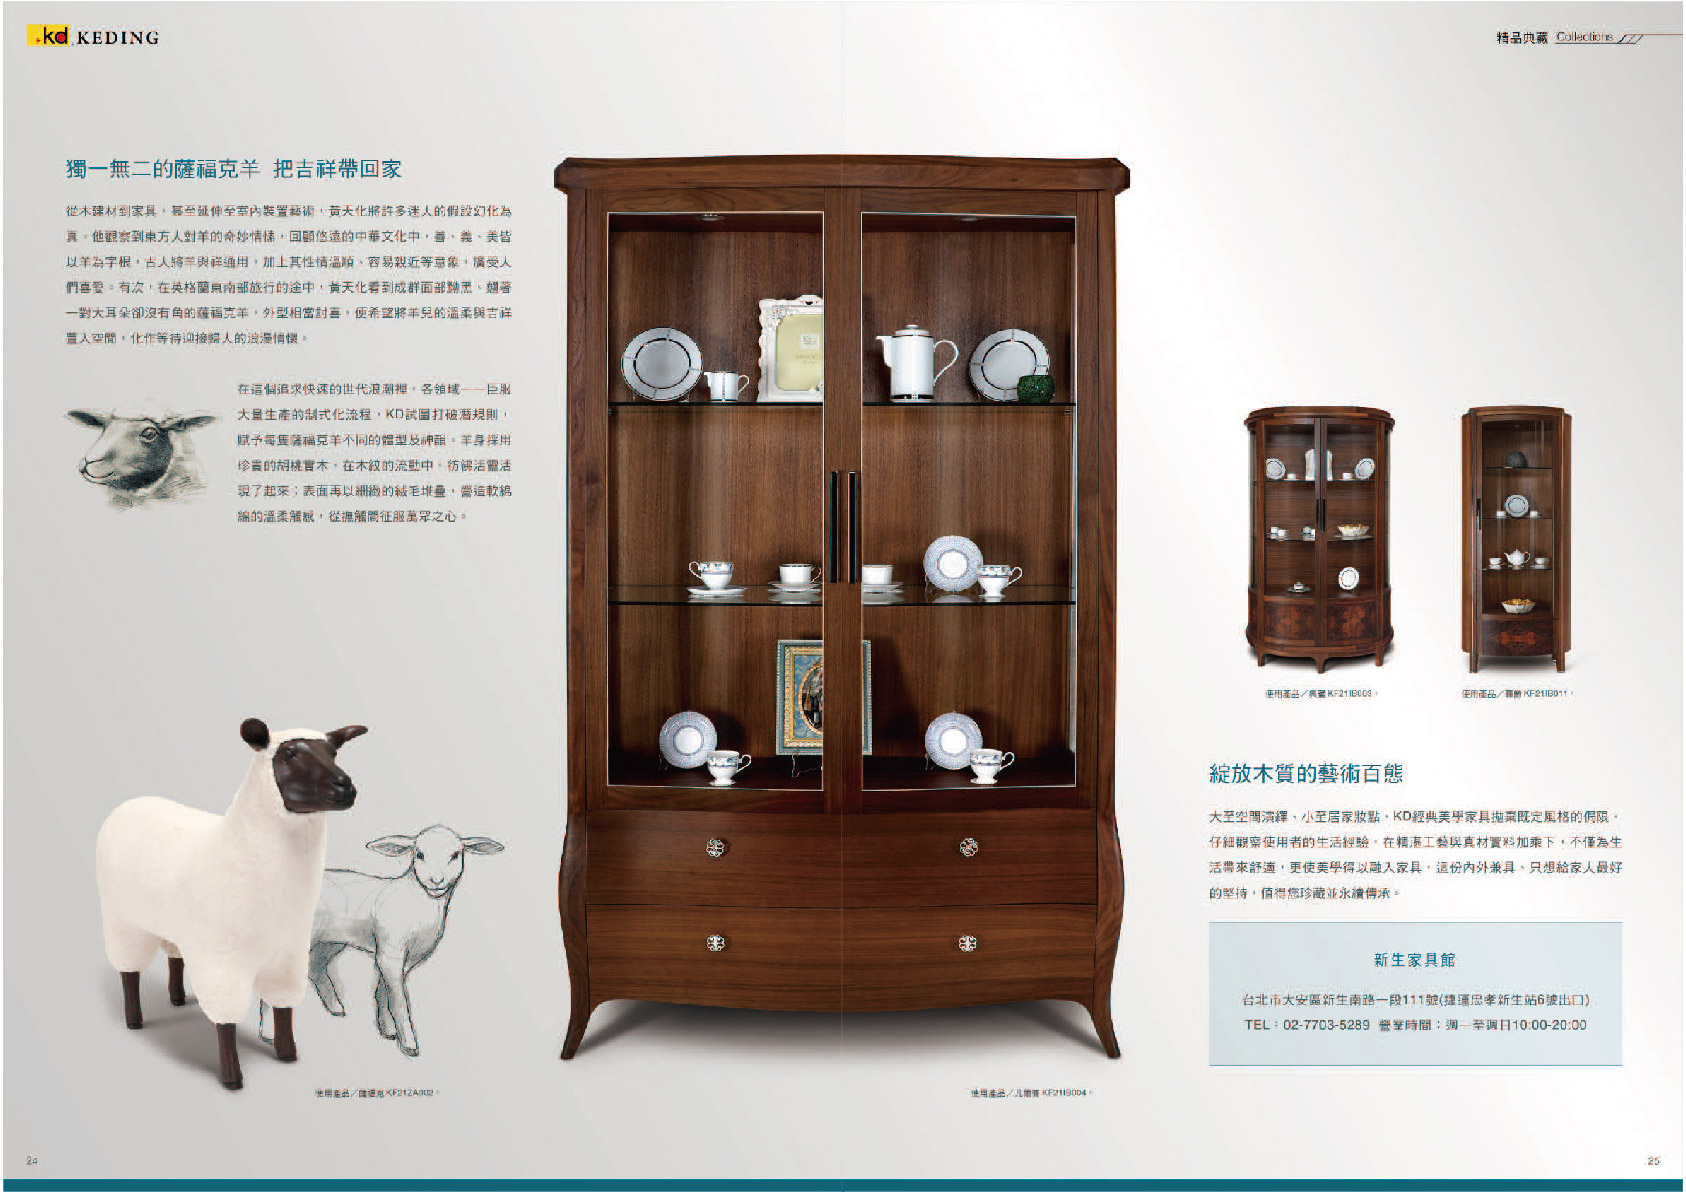 kd KEDING
精品典藏 Collections
獨一無二的薩福克羊 把吉祥帶回家
從木建材到家具，甚至延伸至室內裝置藝術，黃天化將許多迷人的假設幻化為
真。他觀察到東方人對羊的奇妙情愫，回顧悠遠的中華文化中，善、義、美皆
以羊為字根，古人將羊與祥通用，加上其性情溫順、容易親近等意象，廣受人
們喜愛。有次，在英格蘭東南部旅行的途中，黃天化看到成群面部黝黑、翹著
一對大耳朵卻沒有角的薩福克羊，外型相當討喜，便希望將羊兒的溫柔與吉祥
置入空間，化作等待迎接歸人的浪漫情懷。
在這個追求快速的世代浪潮裡，各領域一一臣服
大量生產的制式化流程，KD試圖打破潛規則，
賦予每隻薩福克羊不同的體型及神韻。羊身採用
珍貴的胡桃實木，在木紋的流動中，彷彿活靈活
現了起來；表面再以細緻的絨毛堆疊，營造軟綿
綿的溫柔觸感，從撫觸間征服萬眾之心。
使用產品／薩福克 KF21ZA002。
使用產品／凡爾賽 KF21IB004。
使用產品／典藏 KF21IB009。
使用產品／爵 KF21IB011。
綻放木質的藝術百態
大至空間演繹、小至居家妝點，KD經典美學家具拋棄既定風格的侷限，
仔細觀察使用者的生活經驗，在精湛工藝與真材實料加乘下，不僅為生
活帶來舒適，更使美學得以融入家具，這份內外兼具，只想給家人最好
的堅持，值得您珍藏並永續傳承。
新生家具館
台北市大安區新生南路一段111號(捷運忠孝新生站6號出口)
TEL：02-7703-5289 營業時間：週一至週日10:00-20:00
24
25